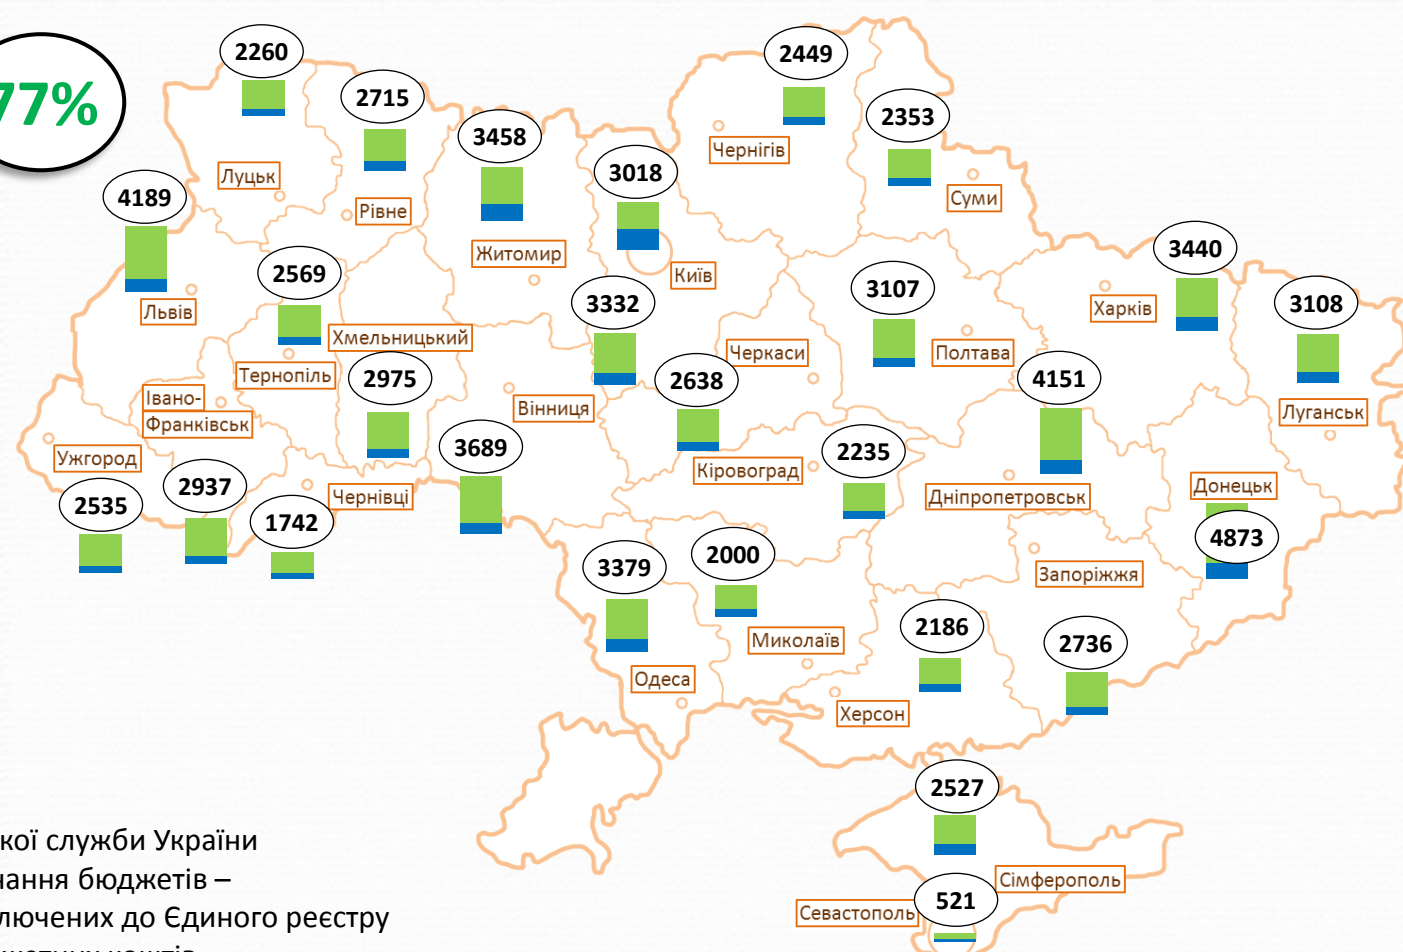 77%
2260
2449
2715
2353
3458
3018
Чернігів
Луцьк
4189
Рівне
Суми
Житомир
2569
Київ
3440
Львів
3332
3107
Харків
3108
Хмельницький
Тернопіль
2975
Черкаси
2638
Полтава
4151
Івано-
Франківськ
Вінниця
Луганськ
Ужгород
3689
Кіровоград
2235
2535
2937
Чернівці
1742
Дніпропетровськ
Донецьк
4873
3379
2000
Запоріжжя
Миколаїв
2186
2736
Одеса
Херсон
2527
Сімферополь
Севастополь
521
кої служби України
нання бюджетів –
лючених до Єдиного реєстру